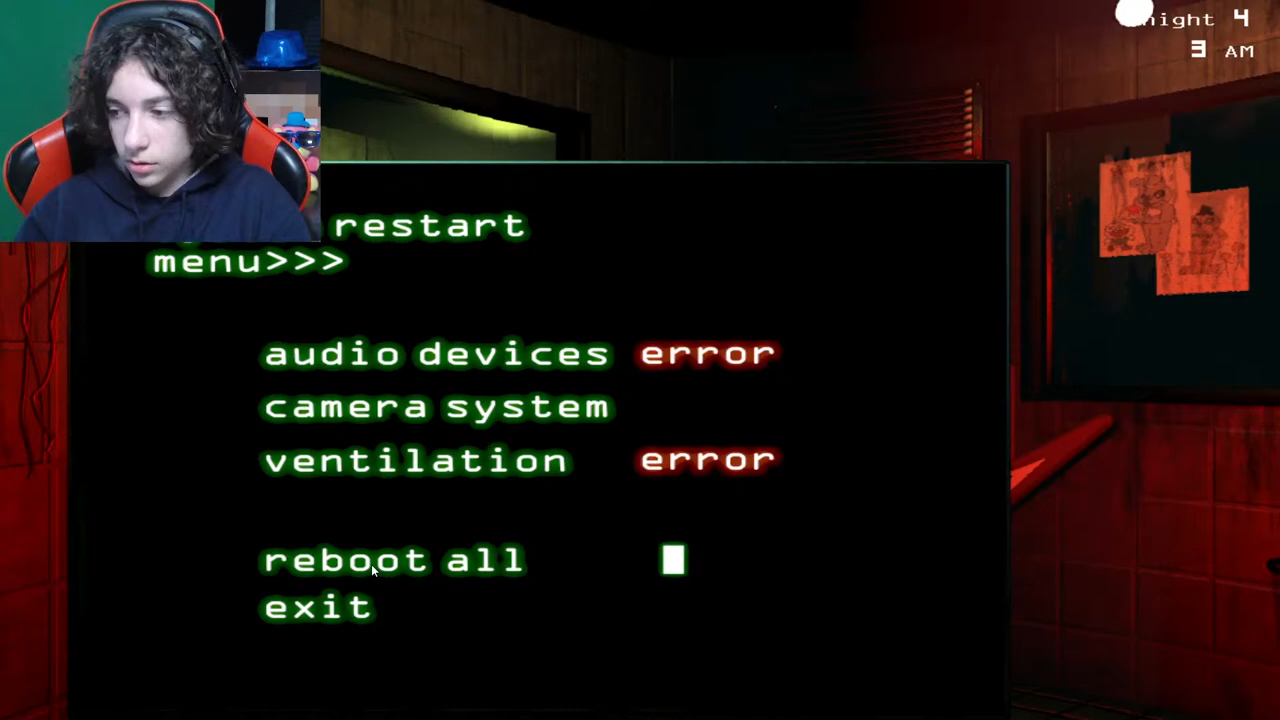 night 4
3 AM
restart
menu>>>
audio devices error
camera system
ventilation error
reboot all
exit